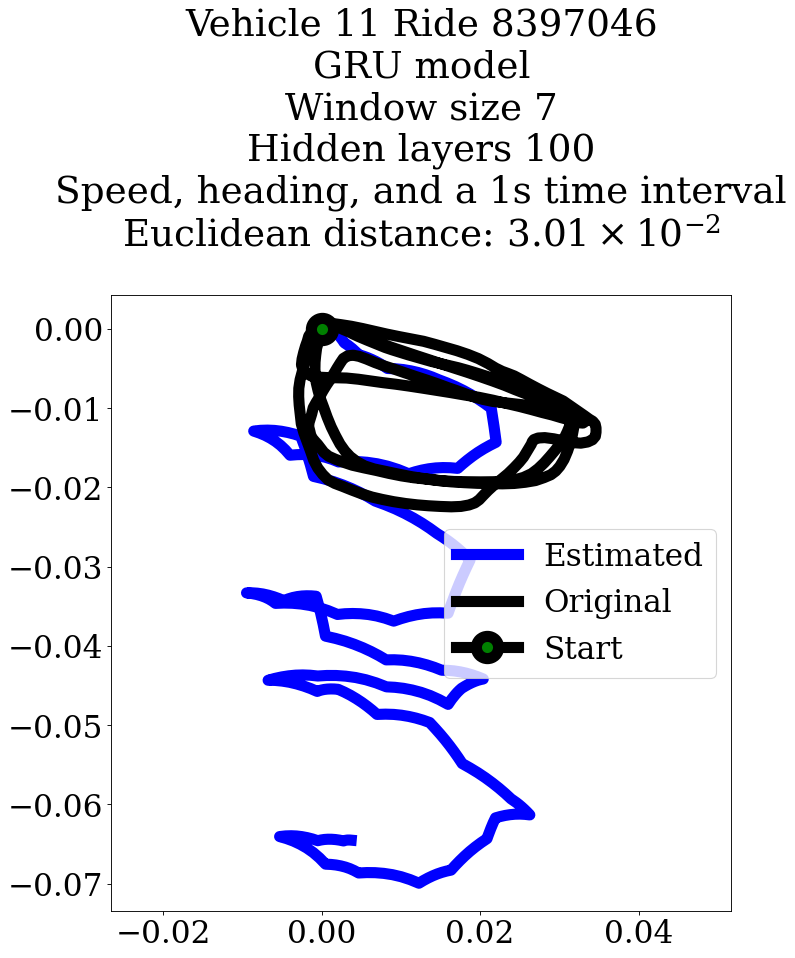 Vehicle 11 Ride 8397046
GRU model
Window size 7
Hidden layers 100
Speed, heading, and a 1s time interval
Euclidean distance: 3.01 × 10⁻²
0.00
−0.01
−0.02
−0.03
−0.04
−0.05
−0.06
−0.07
Estimated
Original
Start
−0.02
0.00
0.02
0.04